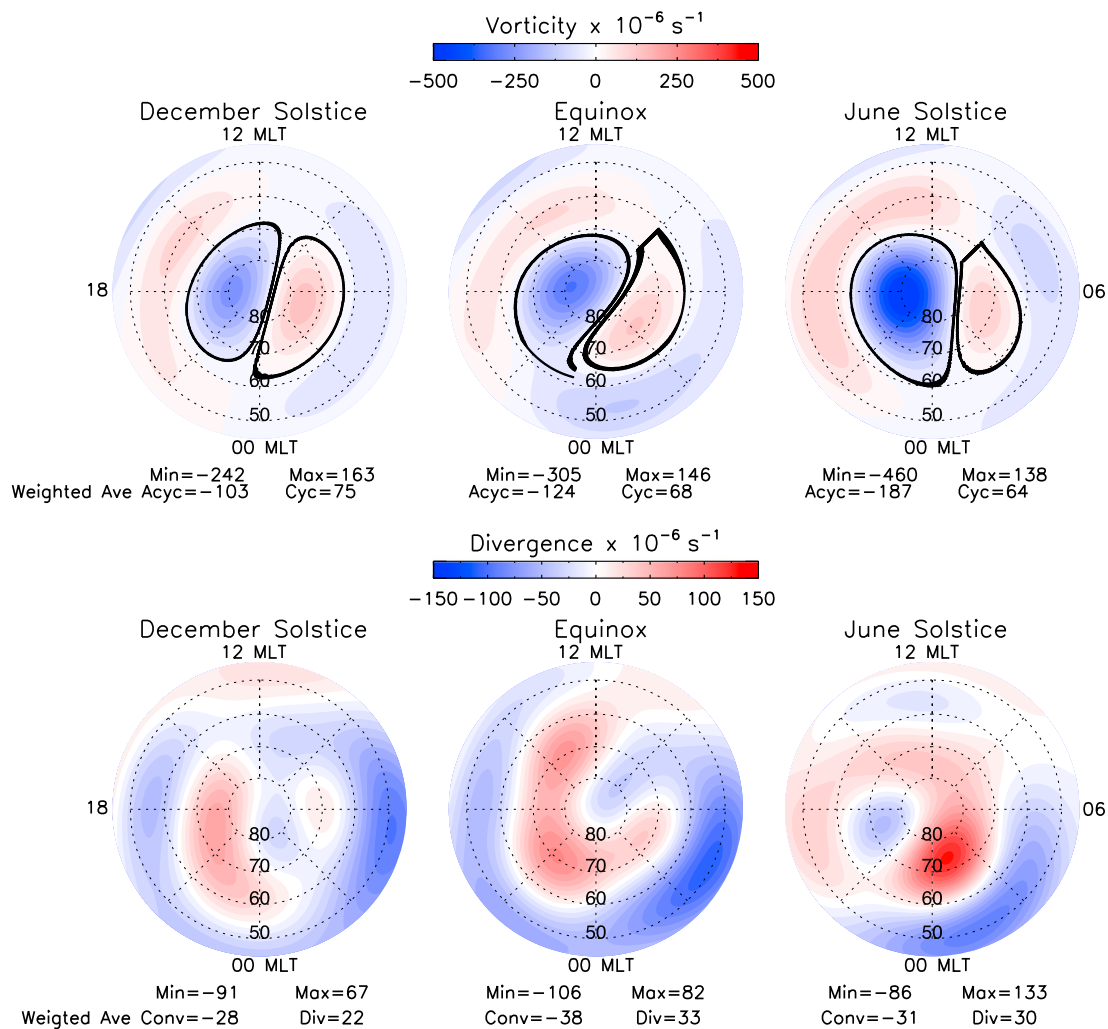 Vorticity x 10⁻⁶ s⁻¹
−500 −250 0 250 500
December Solstice Equinox June Solstice
12 MLT 12 MLT 12 MLT
18 06
80 80 80
70 70 70
60 60 60
50 50 50
00 MLT 00 MLT 00 MLT
Min=−242 Max=163 Min=−305 Max=146 Min=−460 Max=138
Weighted Ave Acyc=−103 Cyc=75 Acyc=−124 Cyc=68 Acyc=−187 Cyc=64
Divergence x 10⁻⁶ s⁻¹
−150 −100 −50 0 50 100 150
December Solstice Equinox June Solstice
12 MLT 12 MLT 12 MLT
18 06
80 80 80
70 70 70
60 60 60
50 50 50
00 MLT 00 MLT 00 MLT
Min=−91 Max=67 Min=−106 Max=82 Min=−86 Max=133
Weigted Ave Conv=−28 Div=22 Conv=−38 Div=33 Conv=−31 Div=30